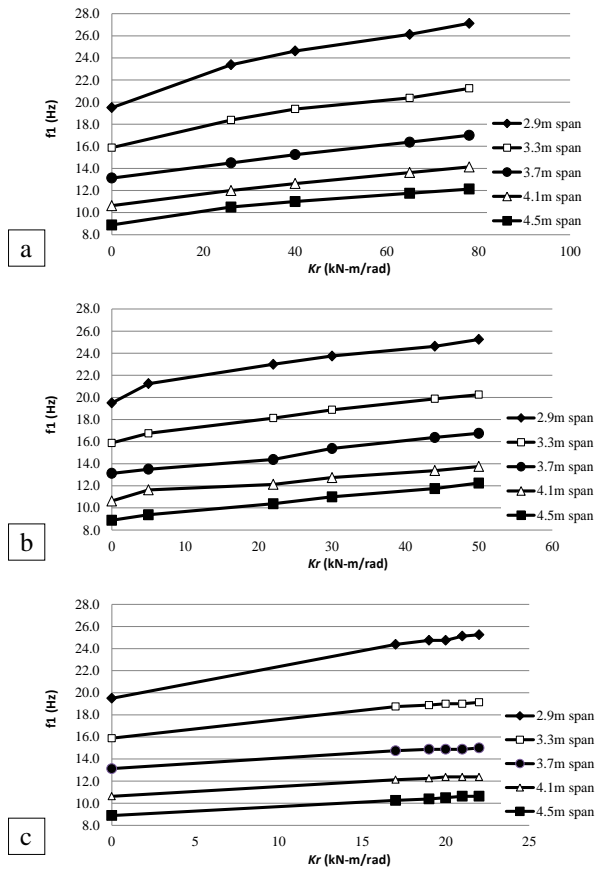 28.0
26.0
24.0
22.0
20.0
18.0
16.0
14.0
12.0
10.0
8.0
f1 (Hz)
0 20 40 60 80 100
Kr (kN-m/rad)
2.9m span
3.3m span
3.7m span
4.1m span
4.5m span
a
28.0
26.0
24.0
22.0
20.0
18.0
16.0
14.0
12.0
10.0
8.0
f1 (Hz)
0 10 20 30 40 50 60
Kr (kN-m/rad)
2.9m span
3.3m span
3.7m span
4.1m span
4.5m span
b
28.0
26.0
24.0
22.0
20.0
18.0
16.0
14.0
12.0
10.0
8.0
f1 (Hz)
0 5 10 15 20 25
Kr (kN-m/rad)
2.9m span
3.3m span
3.7m span
4.1m span
4.5m span
c